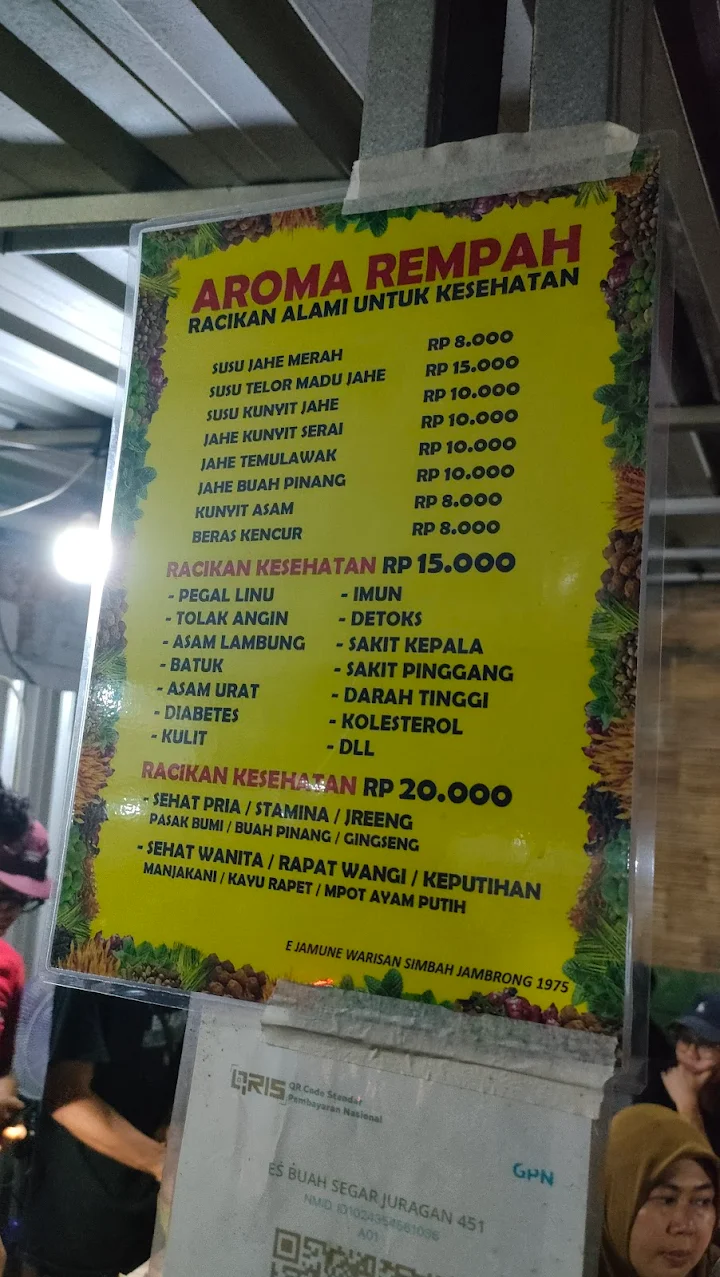 AROMA REMPAH
RACIKAN ALAMI UNTUK KESEHATAN
SUSU JAHE MERAH RP 8.000
SUSU TELOR MADU JAHE RP 15.000
SUSU KUNYIT JAHE RP 10.000
JAHE KUNYIT SERAI RP 10.000
JAHE TEMULAWAK RP 10.000
JAHE BUAH PINANG RP 10.000
KUNYIT ASAM RP 8.000
BERAS KENCUR RP 8.000
RACIKAN KESEHATAN RP 15.000
- PEGAL LINU - IMUN
- TOLAK ANGIN - DETOKS
- ASAM LAMBUNG - SAKIT KEPALA
- BATUK - SAKIT PINGGANG
- ASAM URAT - DARAH TINGGI
- DIABETES - KOLESTEROL
- KULIT - DLL
RACIKAN KESEHATAN RP 20.000
- SEHAT PRIA / STAMINA / JREENG
PASAK BUMI / BUAH PINANG / GINGSENG
- SEHAT WANITA / RAPAT WANGI / KEPUTIHAN
MANJAKANI / KAYU RAPET / MPOT AYAM PUTIH
E JAMUNE WARISAN SIMBAH JAMBRONG 1975
QRIS QR Code Standar
Pembayaran Nasional
GPN
ES BUAH SEGAR JURAGAN 451
A01